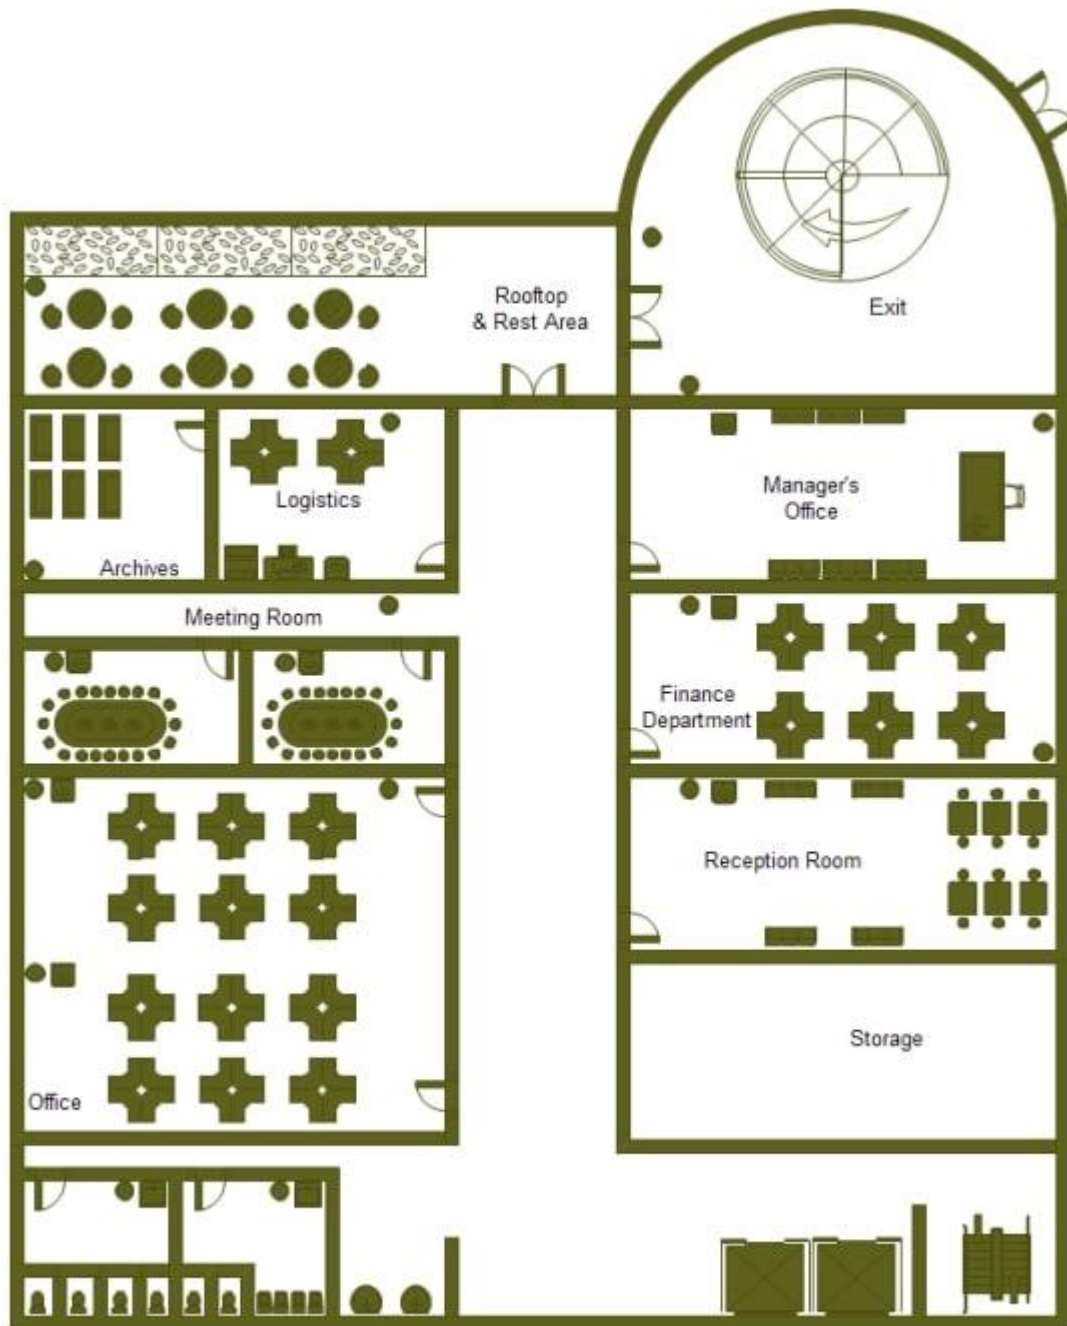 Rooftop
& Rest Area
Exit
Logistics
Archives
Manager's
Office
Meeting Room
Finance
Department
Reception Room
Storage
Office